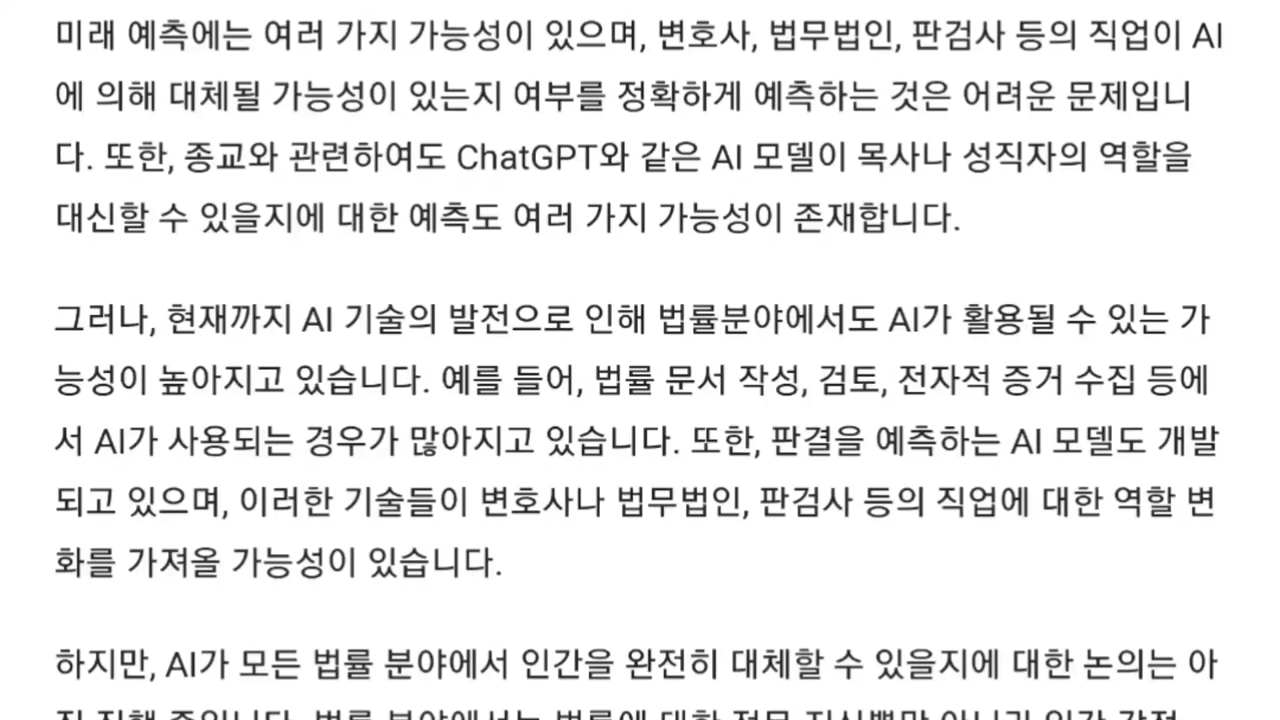 미래 예측에는 여러 가지 가능성이 있으며, 변호사, 법무법인, 판검사 등의 직업이 AI
에 의해 대체될 가능성이 있는지 여부를 정확하게 예측하는 것은 어려운 문제입니
다. 또한, 종교와 관련하여도 ChatGPT와 같은 AI 모델이 목사나 성직자의 역할을
대신할 수 있을지에 대한 예측도 여러 가지 가능성이 존재합니다.
그러나, 현재까지 AI 기술의 발전으로 인해 법률분야에서도 AI가 활용될 수 있는 가
능성이 높아지고 있습니다. 예를 들어, 법률 문서 작성, 검토, 전자적 증거 수집 등에
서 AI가 사용되는 경우가 많아지고 있습니다. 또한, 판결을 예측하는 AI 모델도 개발
되고 있으며, 이러한 기술들이 변호사나 법무법인, 판검사 등의 직업에 대한 역할 변
화를 가져올 가능성이 있습니다.
하지만, AI가 모든 법률 분야에서 인간을 완전히 대체할 수 있을지에 대한 논의는 아